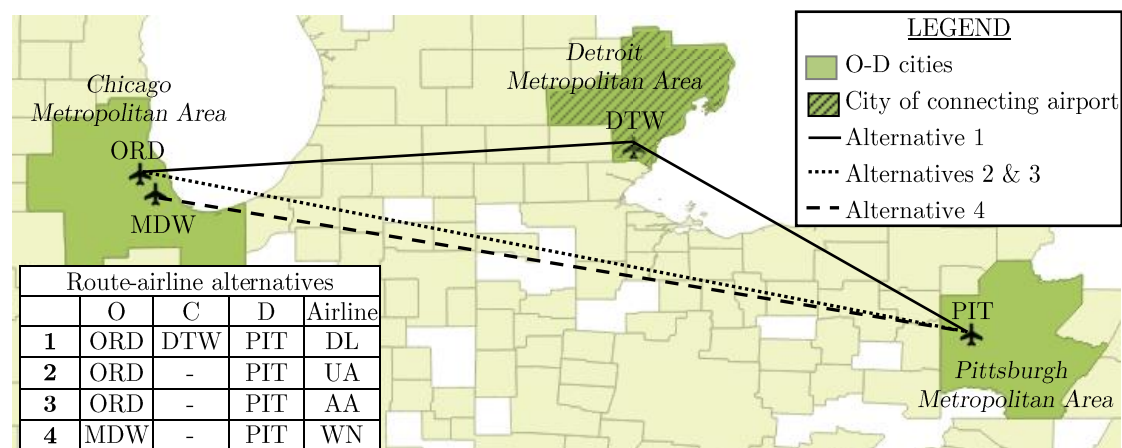 LEGEND
O-D cities
City of connecting airport
Alternative 1
Alternatives 2 & 3
Alternative 4
Detroit
Metropolitan Area
DTW
Chicago
Metropolitan Area
ORD
MDW
PIT
Pittsburgh
Metropolitan Area
Route-airline alternatives
O C D Airline
1 ORD DTW PIT DL
2 ORD - PIT UA
3 ORD - PIT AA
4 MDW - PIT WN